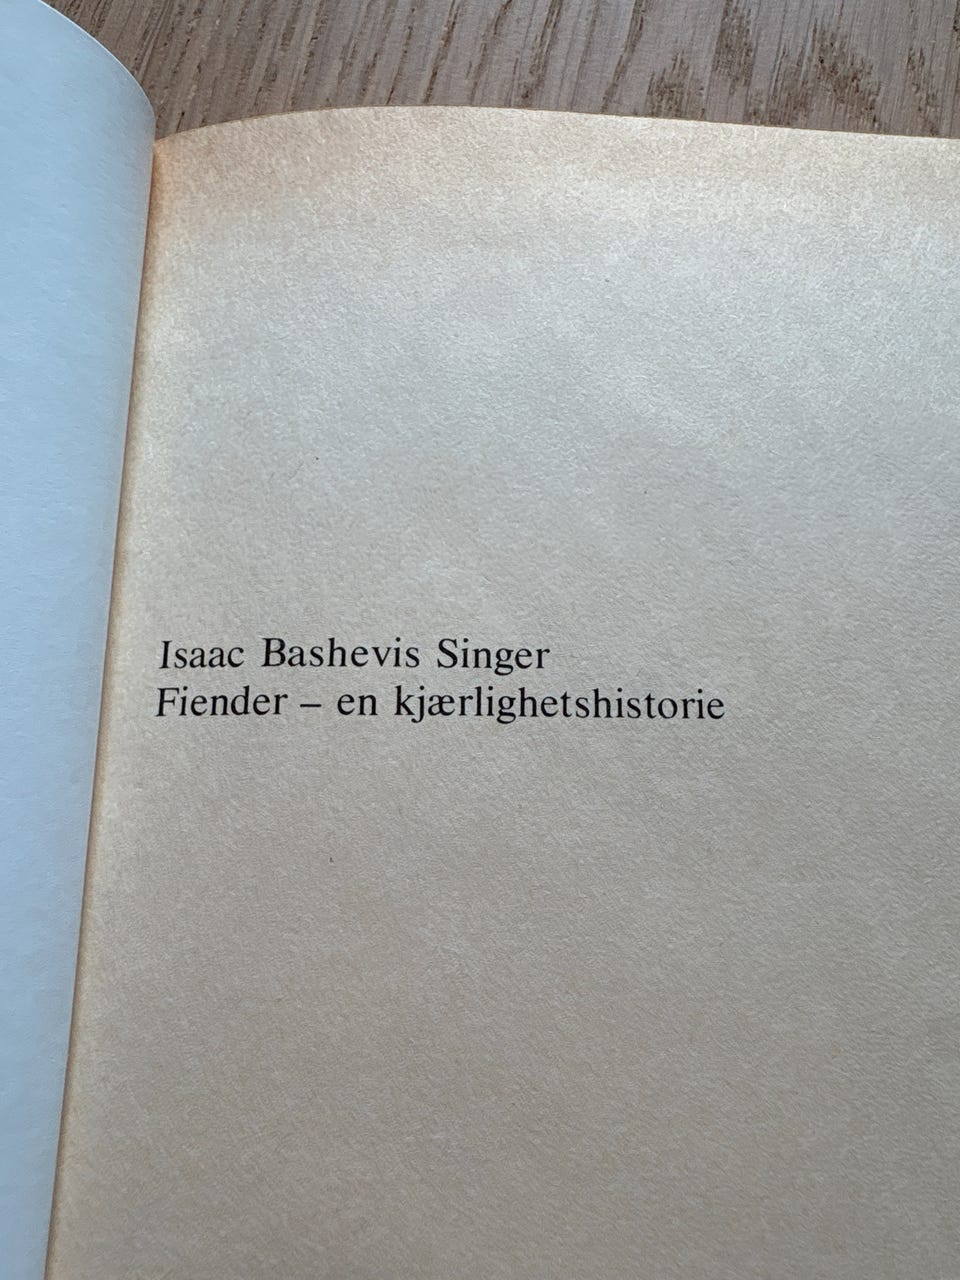 Isaac Bashevis Singer
Fiender – en kjærlighetshistorie